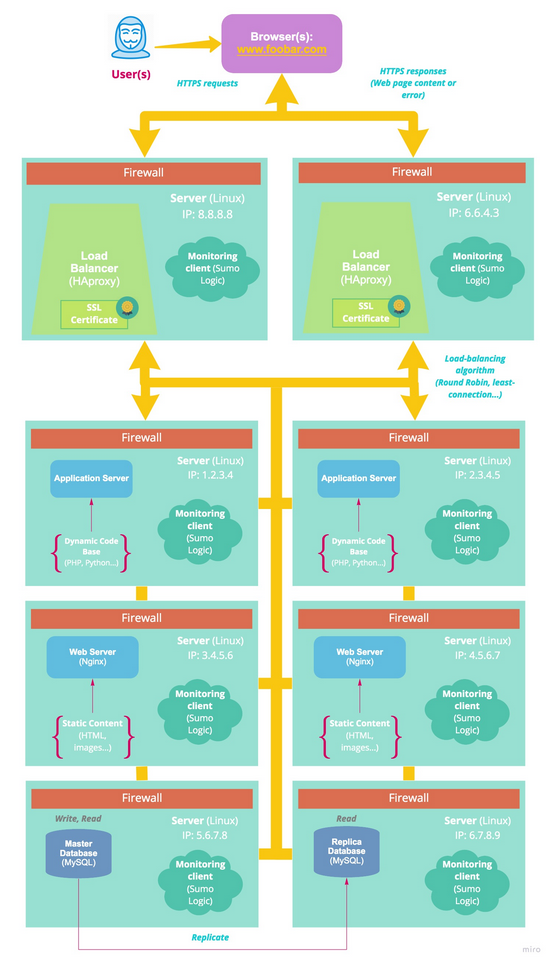 Browser(s):
www.foobar.com
User(s)
HTTPS requests
HTTPS responses
(Web page content or
error)
Firewall
Server (Linux)
IP: 8.8.8.8
Load
Balancer
(HAproxy)
Monitoring
client (Sumo
Logic)
SSL
Certificate
Firewall
Server (Linux)
IP: 6.6.4.3
Load
Balancer
(HAproxy)
Monitoring
client (Sumo
Logic)
SSL
Certificate
Load-balancing
algorithm
(Round Robin, least-
connection...)
Firewall
Server (Linux)
IP: 1.2.3.4
Application Server
Monitoring
client
(Sumo
Logic)
Dynamic Code
Base
(PHP, Python...)
Firewall
Server (Linux)
IP: 2.3.4.5
Application Server
Monitoring
client
(Sumo
Logic)
Dynamic Code
Base
(PHP, Python...)
Firewall
Server (Linux)
IP: 3.4.5.6
Web Server
(Nginx)
Monitoring
client
(Sumo
Logic)
Static Content
(HTML,
images...)
Firewall
Server (Linux)
IP: 4.5.6.7
Web Server
(Nginx)
Monitoring
client
(Sumo
Logic)
Static Content
(HTML,
images...)
Firewall
Write, Read
Server (Linux)
IP: 5.6.7.8
Master
Database
(MySQL)
Monitoring
client
(Sumo
Logic)
Firewall
Read
Server (Linux)
IP: 6.7.8.9
Replica
Database
(MySQL)
Monitoring
client
(Sumo
Logic)
Replicate
miro